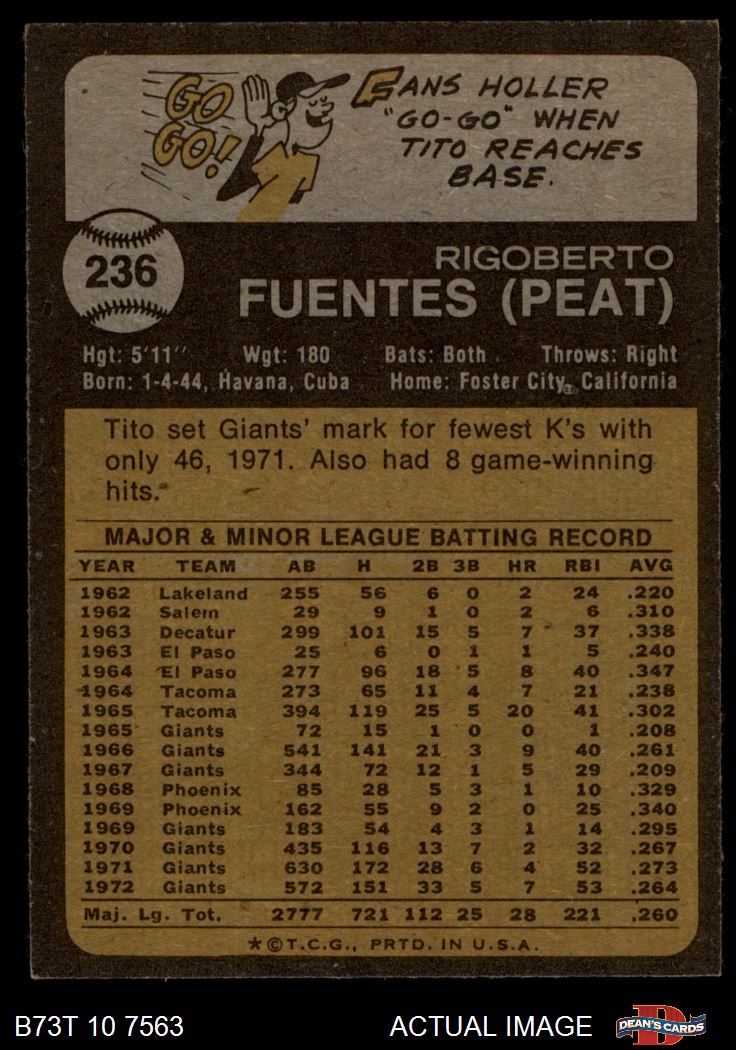 GO
GO!
FANS HOLLER
"GO-GO" WHEN
TITO REACHES
BASE.
236
RIGOBERTO
FUENTES (PEAT)
Hgt: 5'11" Wgt: 180 Bats: Both Throws: Right
Born: 1-4-44, Havana, Cuba Home: Foster City, California
Tito set Giants' mark for fewest K's with
only 46, 1971. Also had 8 game-winning
hits.
MAJOR & MINOR LEAGUE BATTING RECORD
YEAR TEAM AB H 2B 3B HR RBI AVG
1962 Lakeland 255 56 6 0 2 24 .220
1962 Salem 29 9 1 0 2 6 .310
1963 Decatur 299 101 15 5 7 37 .338
1963 El Paso 25 6 0 1 1 5 .240
1964 El Paso 277 96 18 5 8 40 .347
1964 Tacoma 273 65 11 4 7 21 .238
1965 Tacoma 394 119 25 5 20 41 .302
1965 Giants 72 15 1 0 0 1 .208
1966 Giants 541 141 21 3 9 40 .261
1967 Giants 344 72 12 1 5 29 .209
1968 Phoenix 85 28 5 3 1 10 .329
1969 Phoenix 162 55 9 2 0 25 .340
1969 Giants 183 54 4 3 1 14 .295
1970 Giants 435 116 13 7 2 32 .267
1971 Giants 630 172 28 6 4 52 .273
1972 Giants 572 151 33 5 7 53 .264
Maj. Lg. Tot. 2777 721 112 25 28 221 .260
*©T.C.G., PRTD. IN U.S.A.
B73T 10 7563 ACTUAL IMAGE D DEAN'S CARDS